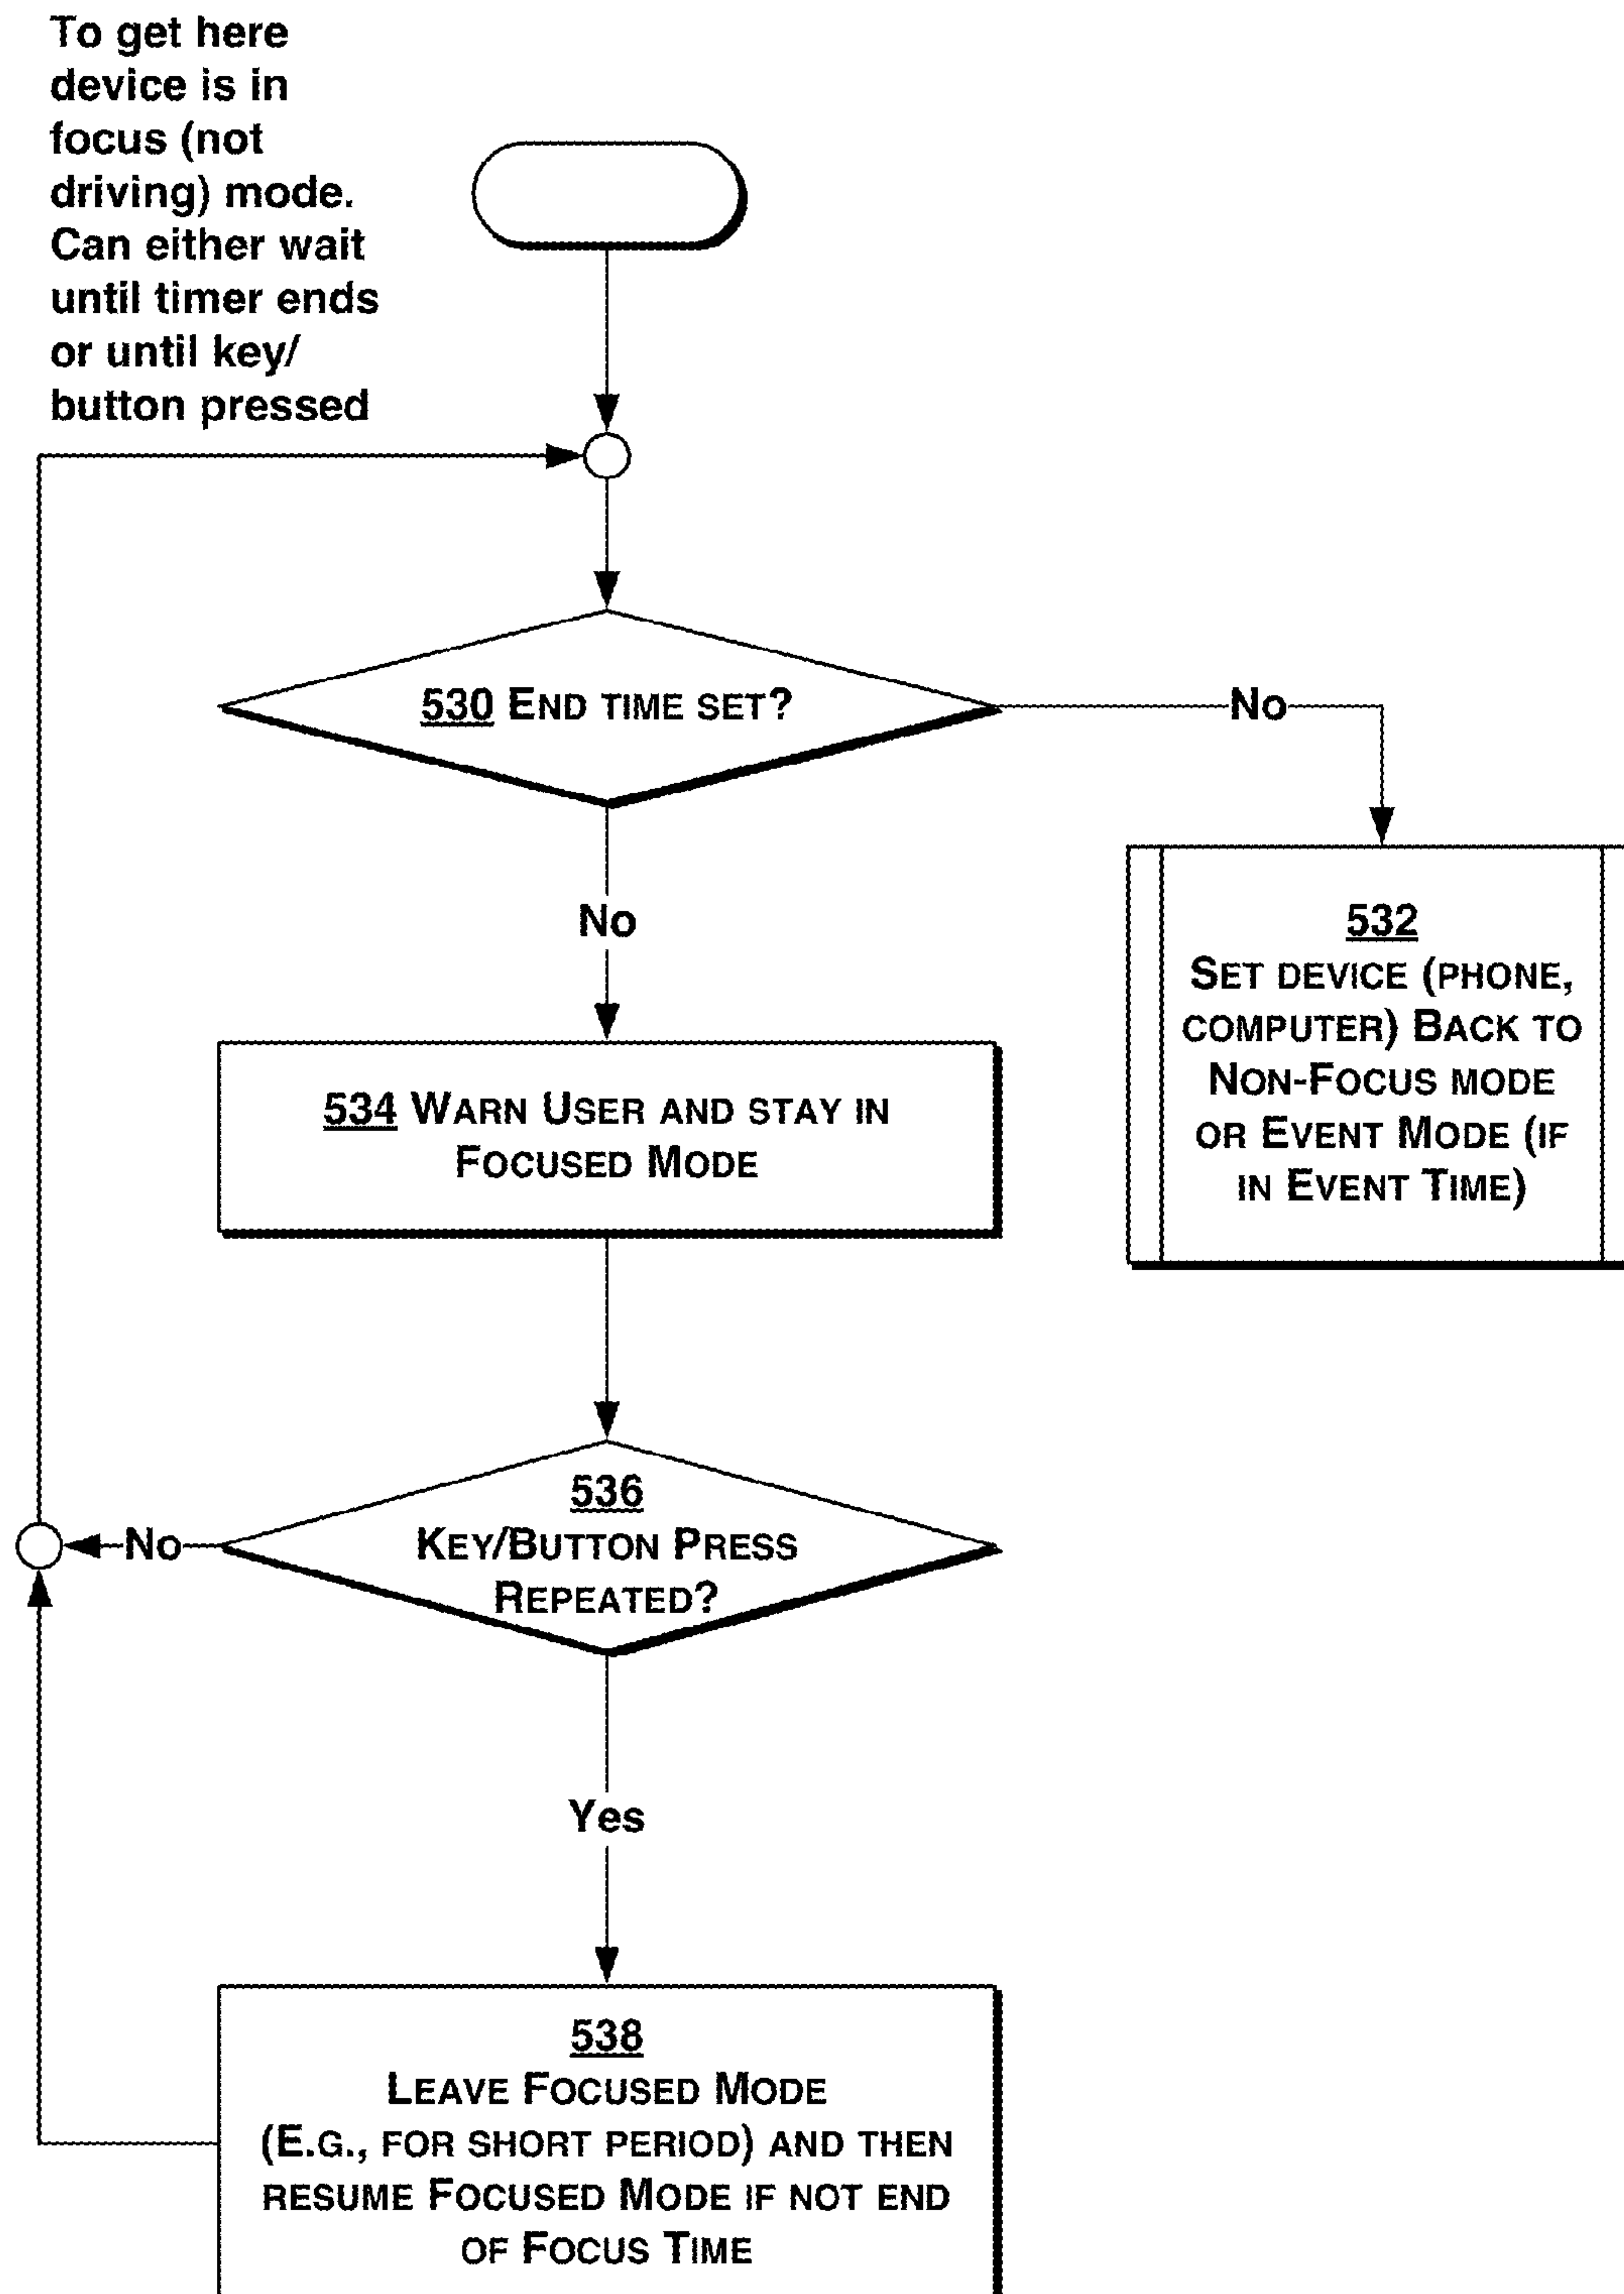 To get here
device is in
focus (not
driving) mode.
Can either wait
until timer ends
or until key/
button pressed
530 END TIME SET?
No
No
532
SET DEVICE (PHONE,
COMPUTER) BACK TO
NON-FOCUS MODE
OR EVENT MODE (IF
IN EVENT TIME)
534 WARN USER AND STAY IN
FOCUSED MODE
536
KEY/BUTTON PRESS
REPEATED?
No
Yes
538
LEAVE FOCUSED MODE
(E.G., FOR SHORT PERIOD) AND THEN
RESUME FOCUSED MODE IF NOT END
OF FOCUS TIME